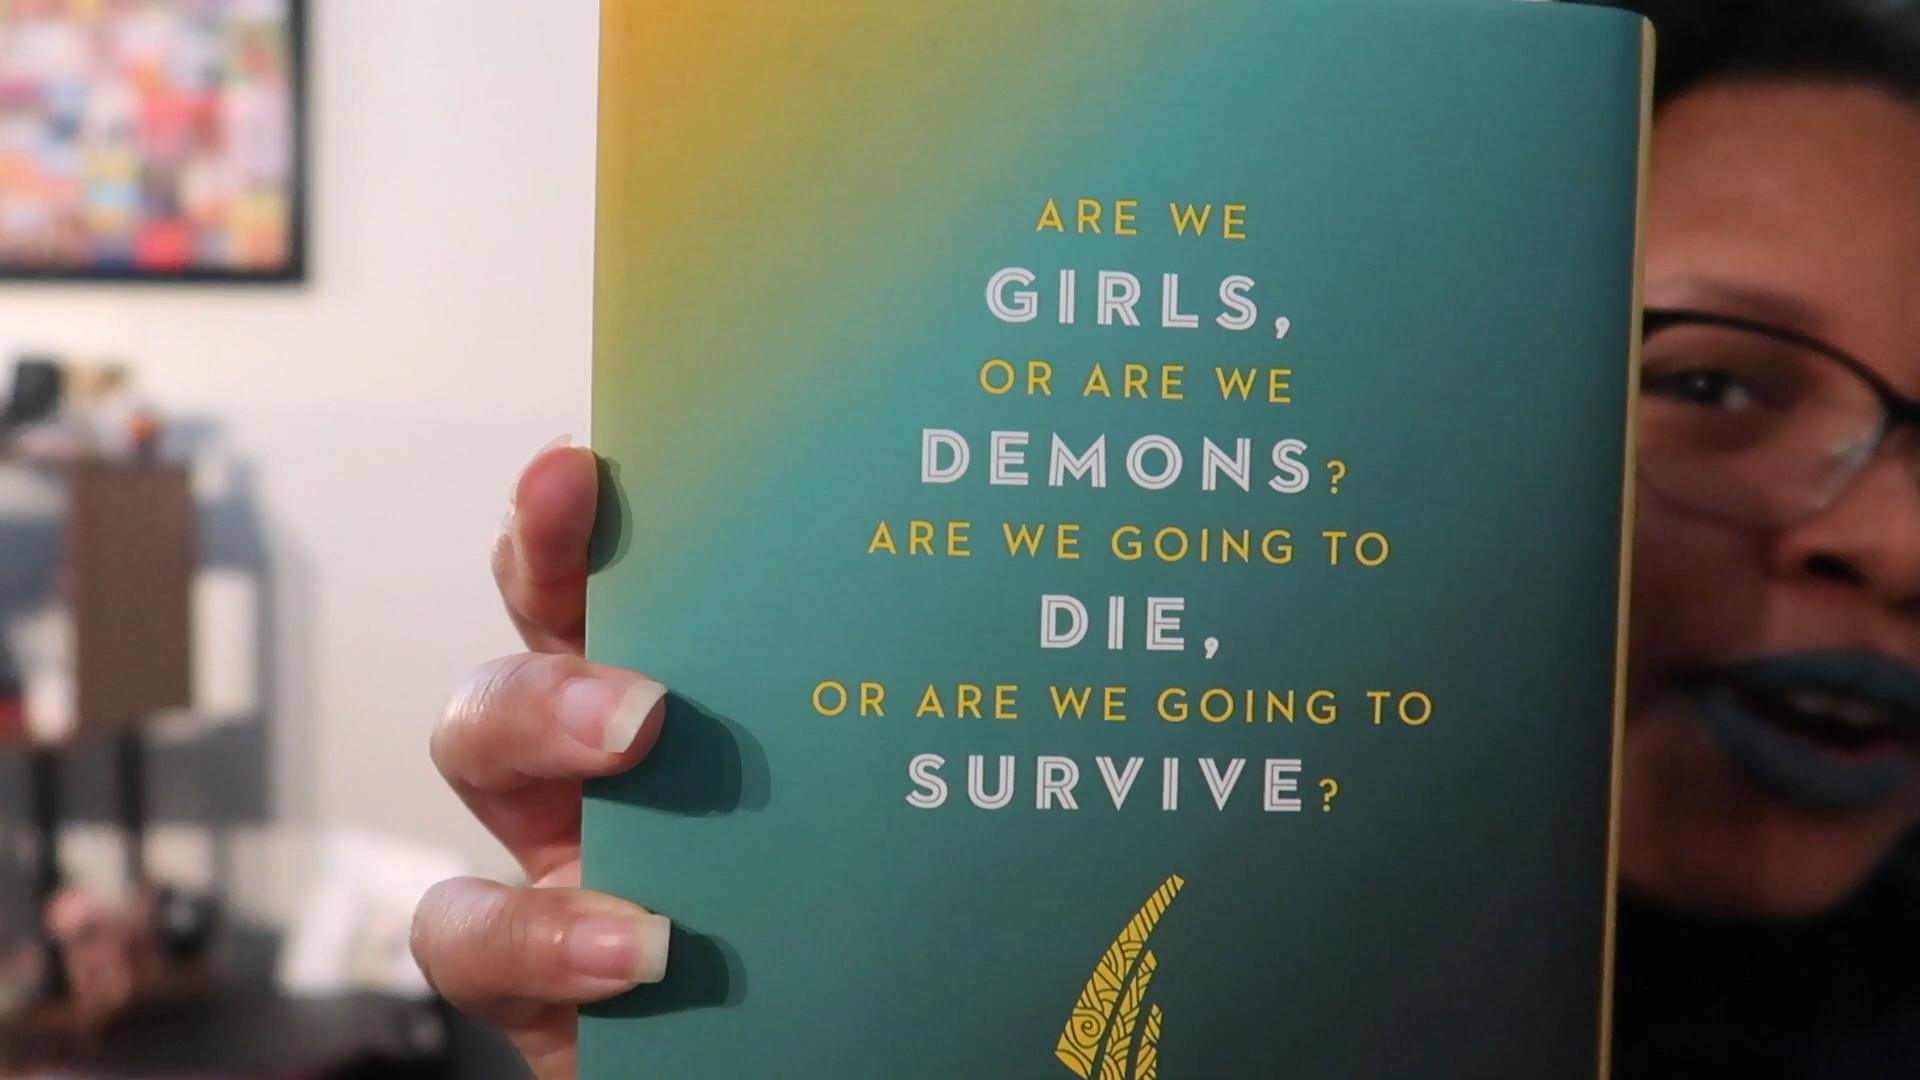 ARE WE
GIRLS,
OR ARE WE
DEMONS?
ARE WE GOING TO
DIE,
OR ARE WE GOING TO
SURVIVE?